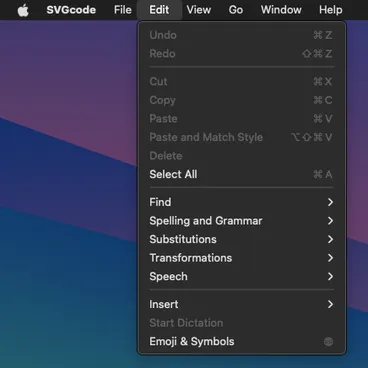 SVGcode File Edit View Go Window Help
Undo ⌘ Z
Redo ⇧⌘ Z
Cut ⌘ X
Copy ⌘ C
Paste ⌘ V
Paste and Match Style ⌥⇧⌘ V
Delete
Select All ⌘ A
Find
Spelling and Grammar
Substitutions
Transformations
Speech
Insert
Start Dictation
Emoji & Symbols